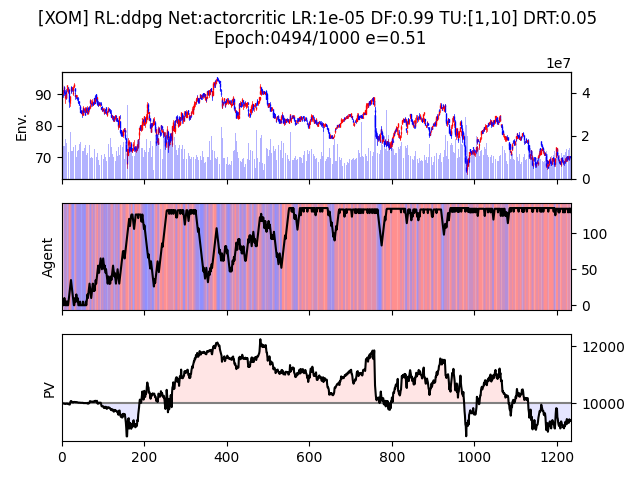 [XOM] RL:ddpg Net:actorcritic LR:1e-05 DF:0.99 TU:[1,10] DRT:0.05
Epoch:0494/1000 e=0.51
1e7
Env.
90
80
70
4
2
0
Agent
100
50
0
PV
12000
10000
0 200 400 600 800 1000 1200